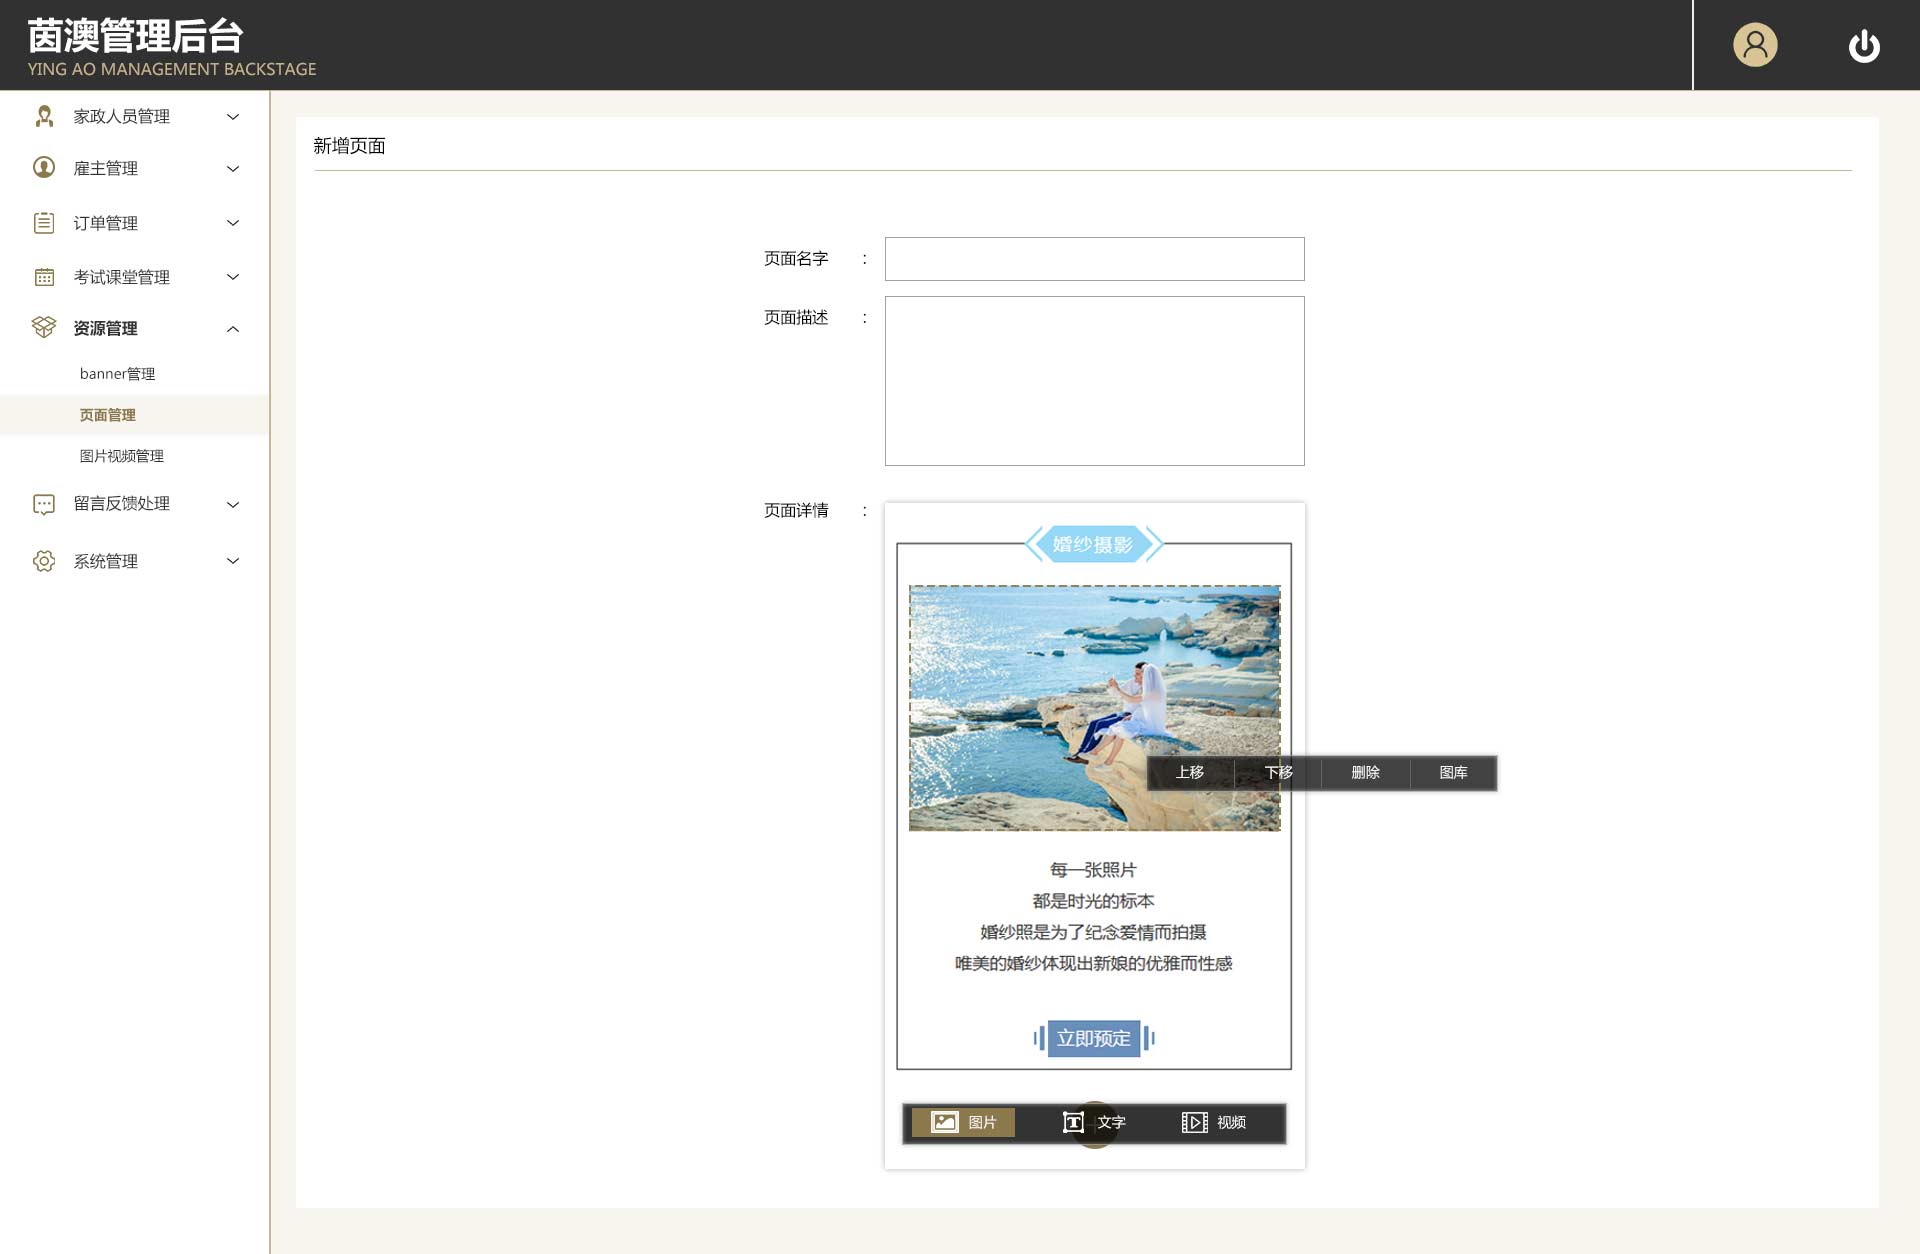 茵澳管理后台
YING AO MANAGEMENT BACKSTAGE
家政人员管理
雇主管理
订单管理
考试课堂管理
资源管理
banner管理
页面管理
图片视频管理
留言反馈处理
系统管理
新增页面
页面名字 :
页面描述 :
页面详情 :
婚纱摄影
上移 下移 删除 图库
每一张照片
都是时光的标本
婚纱照是为了纪念爱情而拍摄
唯美的婚纱体现出新娘的优雅而性感
立即预定
图片 文字 视频